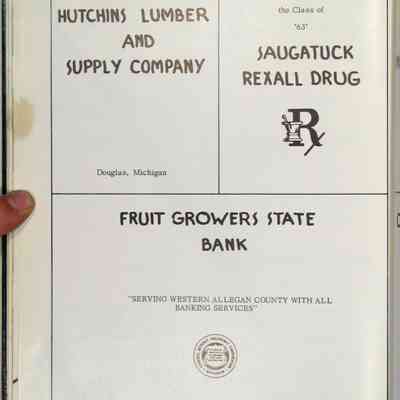 HUTCHINS LUMBER
AND
SUPPLY COMPANY
Douglas, Michigan
the Class of
'63'
SAUGATUCK
REXALL DRUG
Rx
FRUIT GROWERS STATE
BANK
"SERVING WESTERN ALLEGAN COUNTY WITH ALL
BANKING SERVICES"